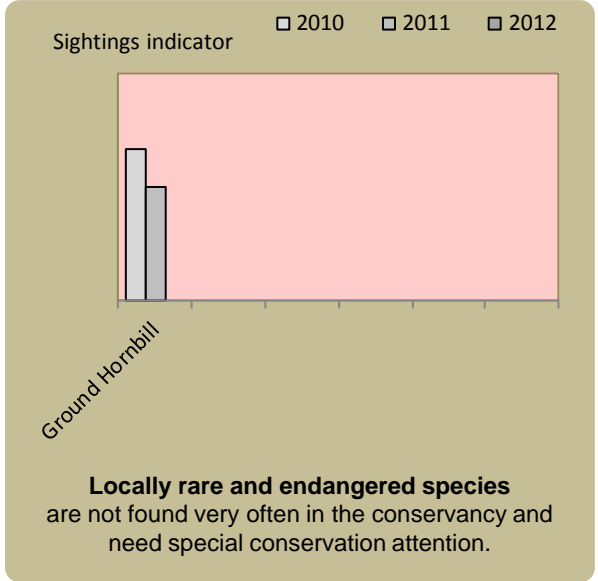 Sightings indicator
2010 2011 2012
Ground Hornbill
Locally rare and endangered species
are not found very often in the conservancy and
need special conservation attention.